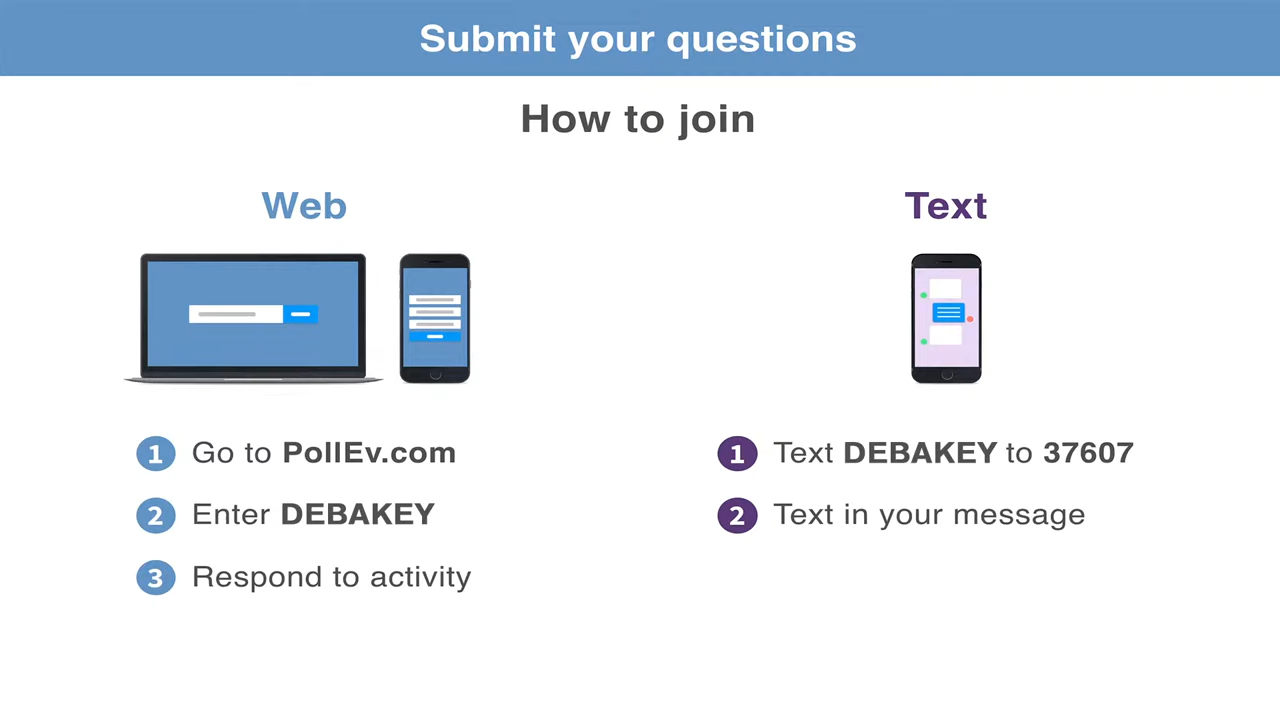 Submit your questions
How to join
Web
1 Go to PollEv.com
2 Enter DEBAKEY
3 Respond to activity
Text
1 Text DEBAKEY to 37607
2 Text in your message